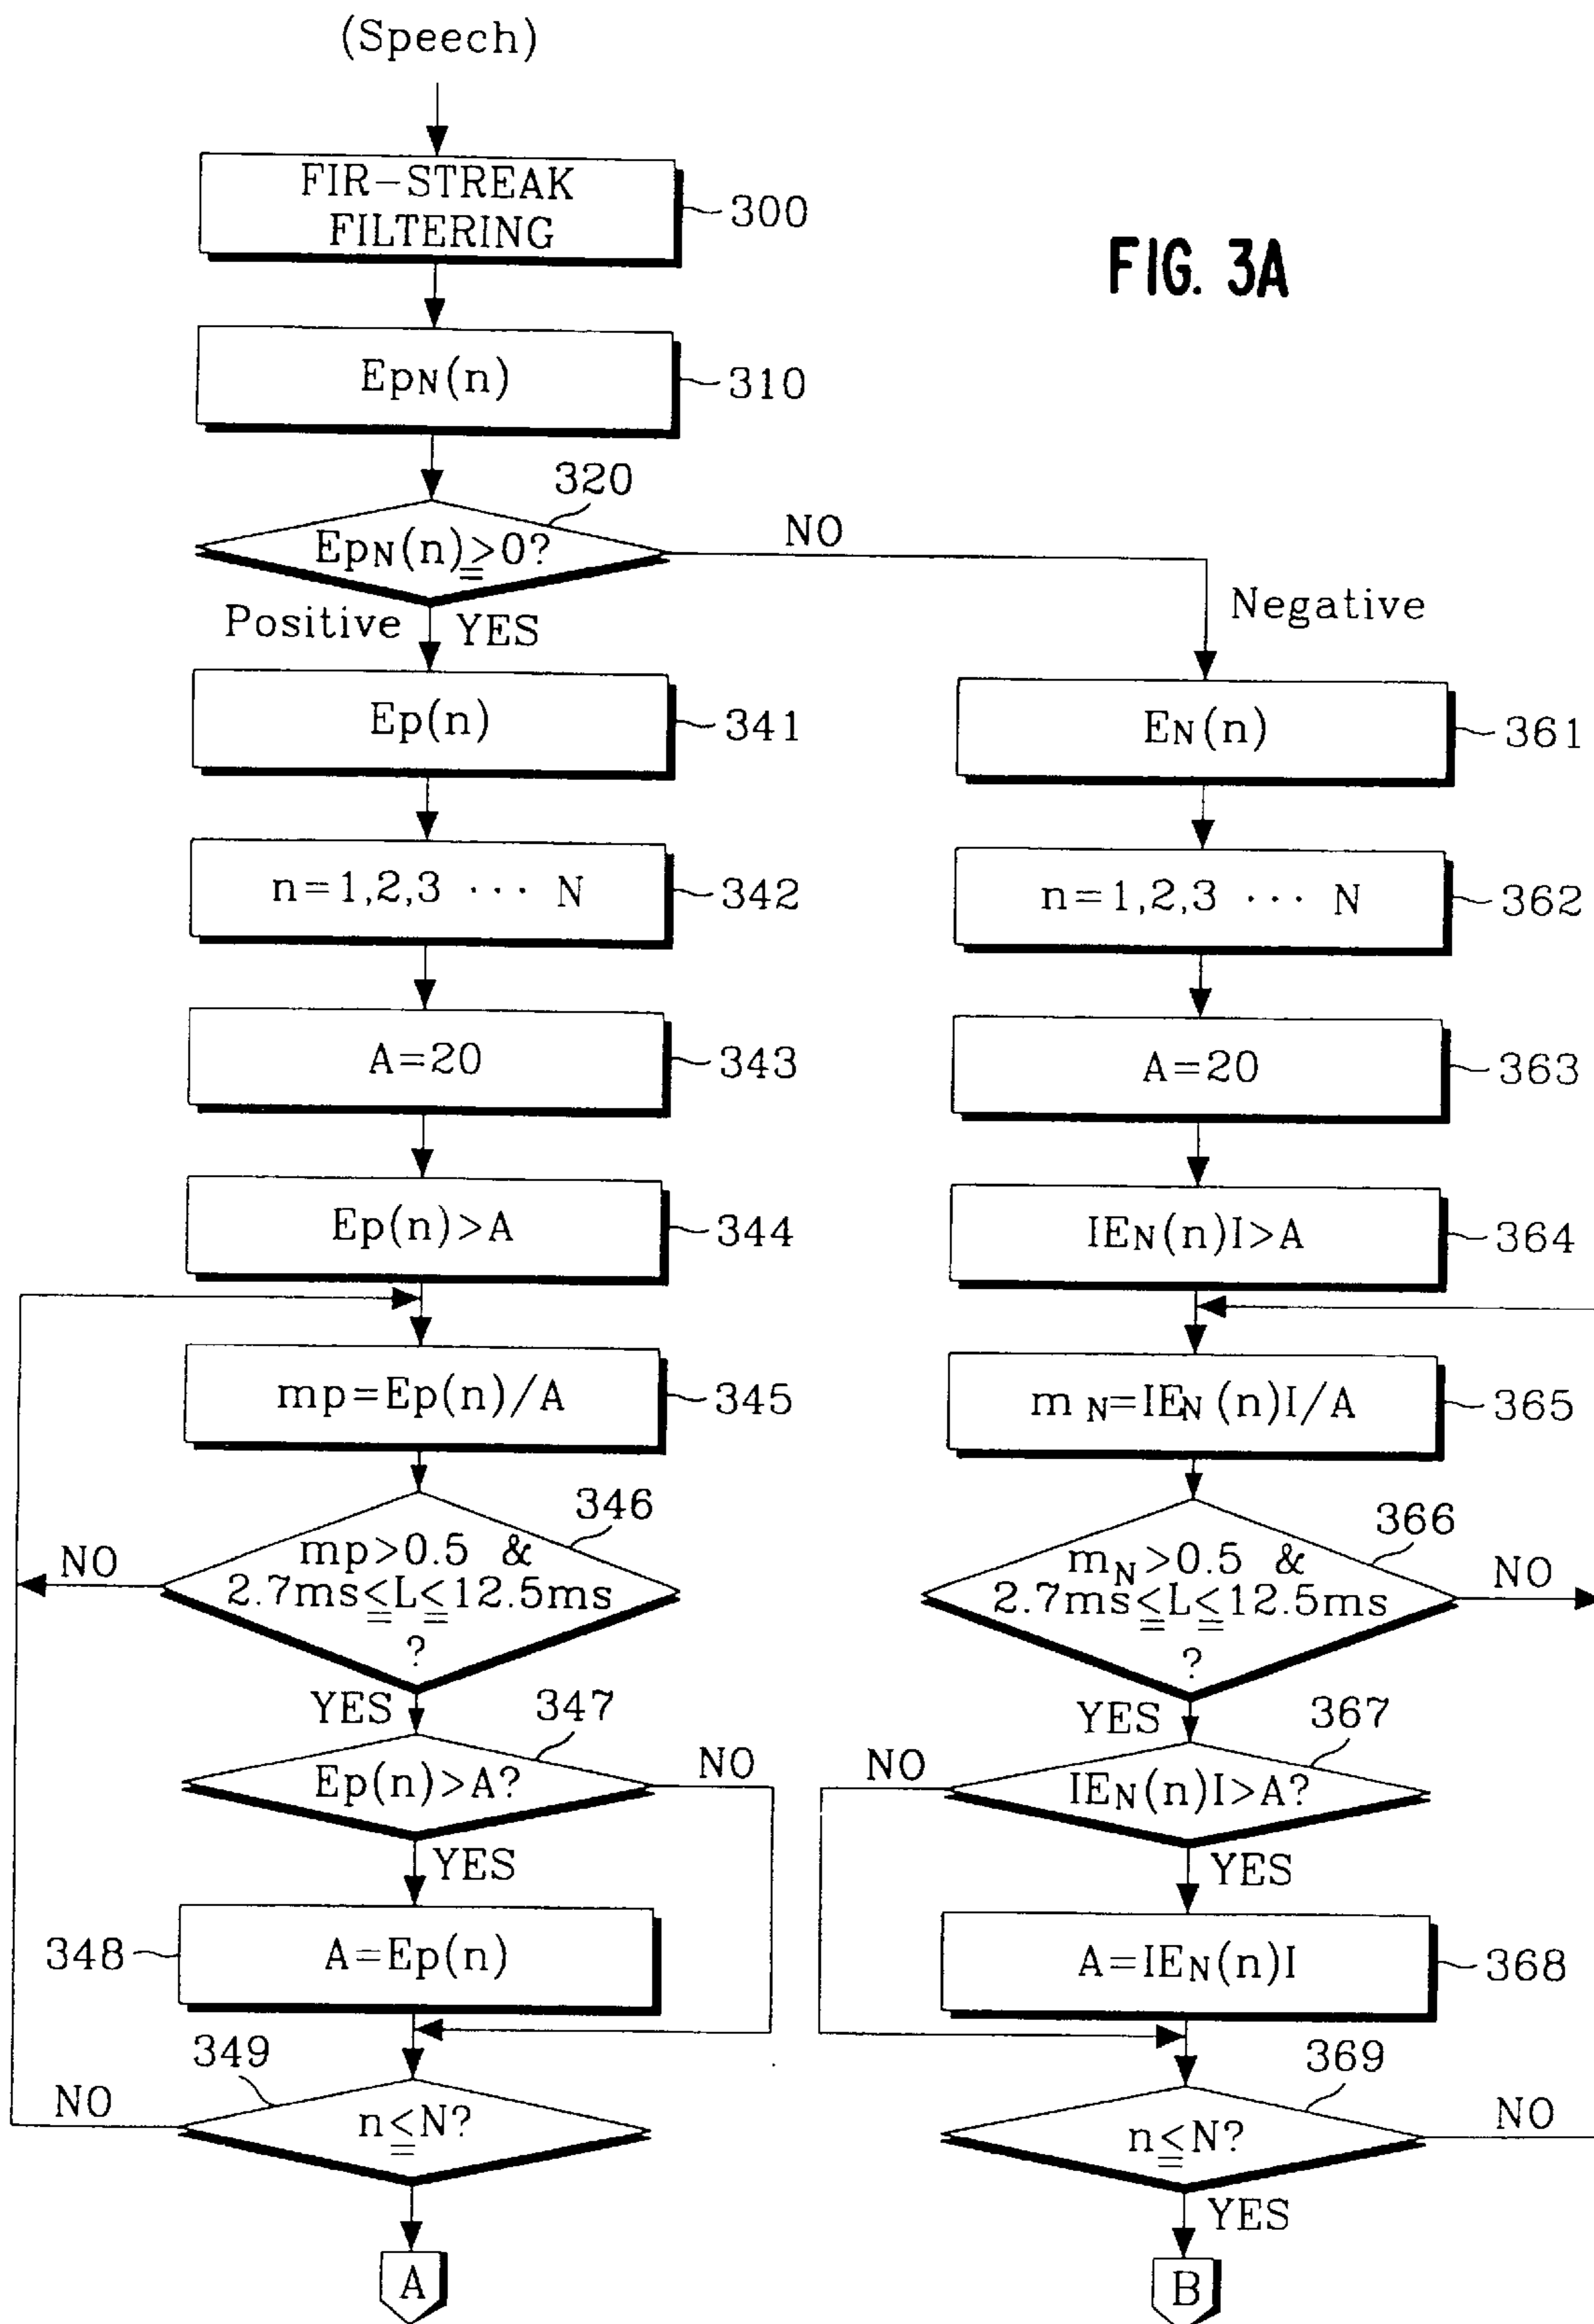 (Speech)
FIR-STREAK
FILTERING
300
FIG. 3A
EpN(n)
310
320
EpN(n)≧0?
NO
Positive
YES
Negative
Ep(n)
341
EN(n)
361
n=1,2,3 ··· N
342
n=1,2,3 ··· N
362
A=20
343
A=20
363
Ep(n)>A
344
IEN(n)I>A
364
mp=Ep(n)/A
345
mN=IEN(n)I/A
365
346
NO
mp>0.5 &
2.7ms≦L≦12.5ms
?
366
mN>0.5 &
2.7ms≦L≦12.5ms
?
NO
YES
347
Ep(n)>A?
NO
YES
367
NO
IEN(n)I>A?
YES
348
A=Ep(n)
YES
A=IEN(n)I
368
349
NO
n≦N?
369
n≦N?
NO
YES
A
B